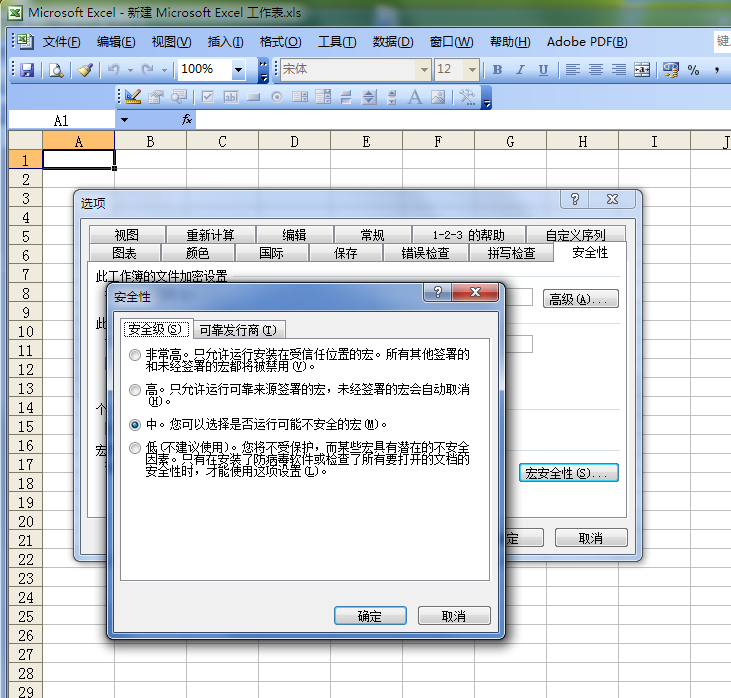 Microsoft Excel - 新建 Microsoft Excel 工作表.xls
文件(F) 编辑(E) 视图(V) 插入(I) 格式(O) 工具(T) 数据(D) 窗口(W) 帮助(H) Adobe PDF(B) 键
100% 宋体 12 B I U %
A1 fx
A B C D E F G H I J
1
2
3
选项
4
5
视图 重新计算 编辑 常规 1-2-3 的帮助 自定义序列
6
图表 颜色 国际 保存 错误检查 拼写检查 安全性
7
此工作簿的文件加密设置
8
高级(A)...
安全性
9
此
10
安全级(S) 可靠发行商(T)
11
非常高。只允许运行安装在受信任位置的宏。所有其他签署的
和未经签署的宏都将被禁用(V)。
12
13
高。只允许运行可靠来源签署的宏，未经签署的宏会自动取消
(H)。
14
个
15
中。您可以选择是否运行可能不安全的宏(M)。
16
宏
低(不建议使用)。您将不受保护，而某些宏具有潜在的不安全
因素。只有在安装了防病毒软件或检查了所有要打开的文档的
安全性时，才能使用这项设置(L)。
17
宏安全性(S)...
18
19
20
21
定 取消
22
23
24
25
确定 取消
26
27
28
29